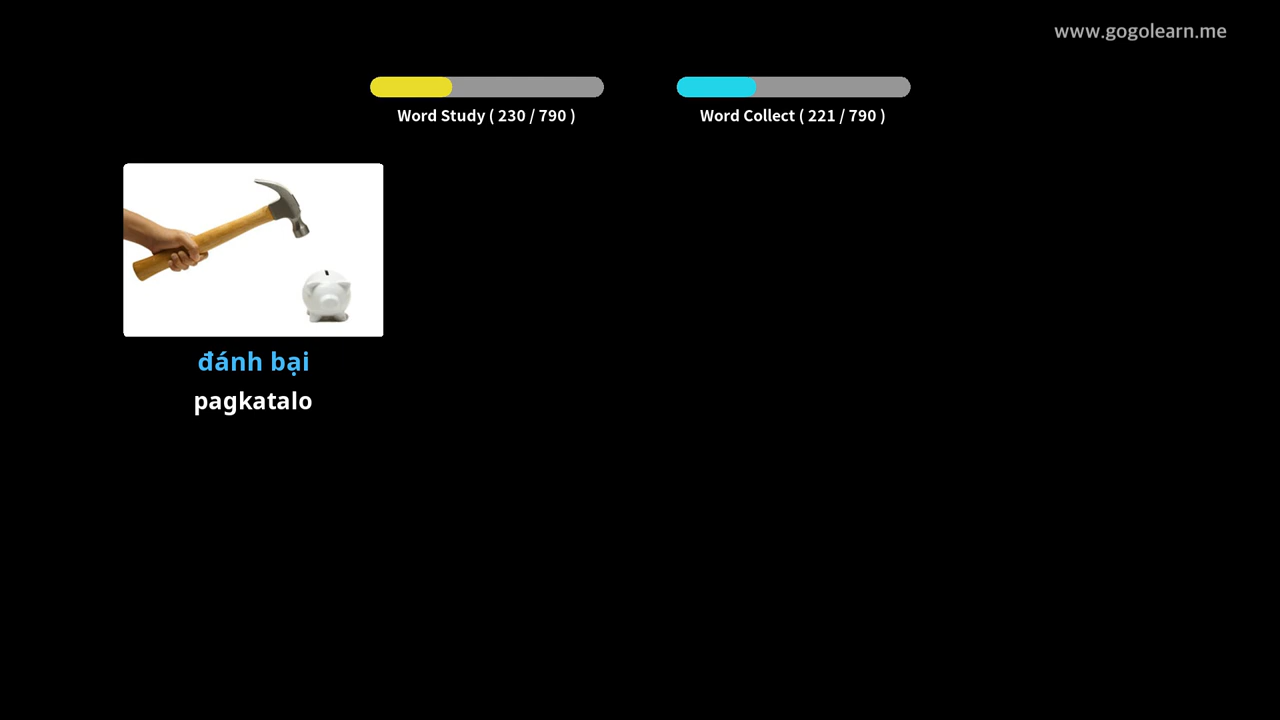 www.gogolearn.me
Word Study ( 230 / 790 )
Word Collect ( 221 / 790 )
đánh bại
pagkatalo